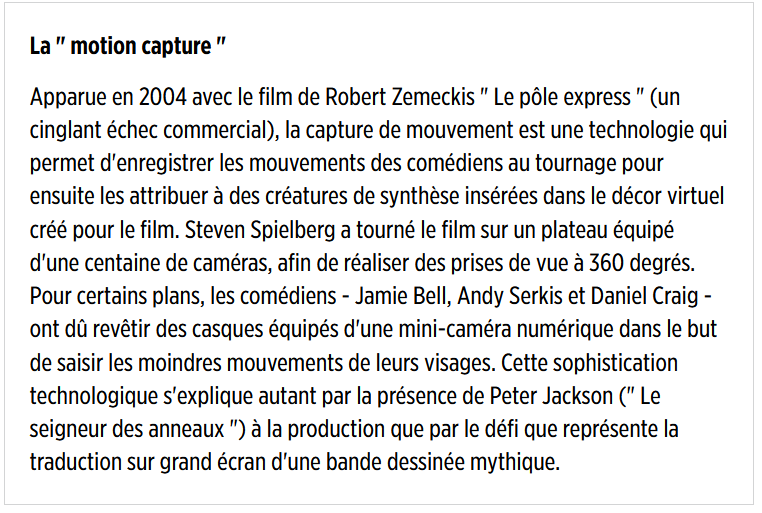 La " motion capture "
Apparue en 2004 avec le film de Robert Zemeckis " Le pôle express " (un
cinglant échec commercial), la capture de mouvement est une technologie qui
permet d'enregistrer les mouvements des comédiens au tournage pour
ensuite les attribuer à des créatures de synthèse insérées dans le décor virtuel
créé pour le film. Steven Spielberg a tourné le film sur un plateau équipé
d'une centaine de caméras, afin de réaliser des prises de vue à 360 degrés.
Pour certains plans, les comédiens - Jamie Bell, Andy Serkis et Daniel Craig -
ont dû revêtir des casques équipés d'une mini-caméra numérique dans le but
de saisir les moindres mouvements de leurs visages. Cette sophistication
technologique s'explique autant par la présence de Peter Jackson (" Le
seigneur des anneaux ") à la production que par le défi que représente la
traduction sur grand écran d'une bande dessinée mythique.